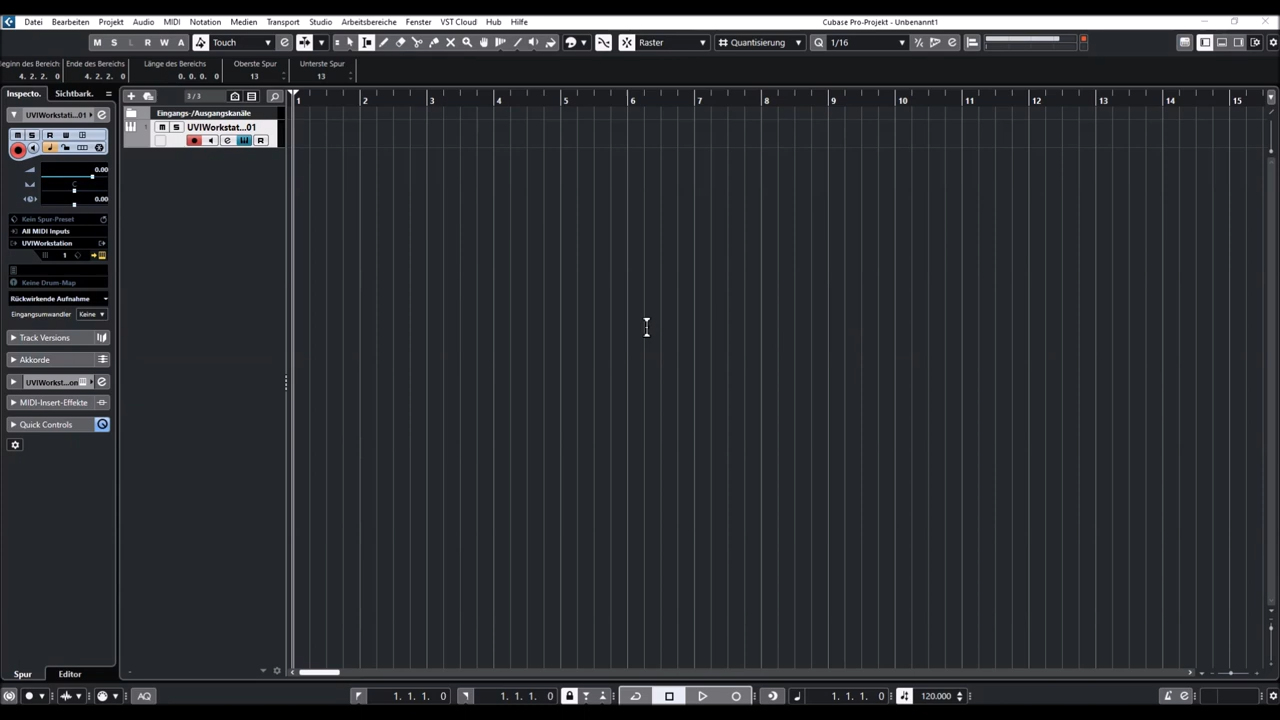 Datei Bearbeiten Projekt Audio MIDI Notation Medien Transport Studio Arbeitsbereiche Fenster VST Cloud Hub Hilfe Cubase Pro-Projekt - Unbenannt1
M S L R W A Touch Raster Quantisierung Q 1/16
Beginn des Bereich Ende des Bereich Länge des Bereichs Oberste Spur Unterste Spur
4. 2. 2. 0 4. 2. 2. 0 0. 0. 0. 0 13 13
Inspecto. Sichtbark. 3 / 3 1 2 3 4 5 6 7 8 9 10 11 12 13 14 15
UVIWorkstati...01 Eingangs-/Ausgangskanäle
1 M S UVIWorkstat...01
M S R W
R
0.00
C
0.00
Kein Spur-Preset
All MIDI Inputs
UVIWorkstation
1
Keine Drum-Map
Rückwirkende Aufnahme
Eingangsumwandler Keine
Track Versions
Akkorde
UVIWorkst...on
MIDI-Insert-Effekte
Quick Controls
Spur Editor
AQ 1. 1. 1. 0 1. 1. 1. 0 1. 1. 1. 0 120.000